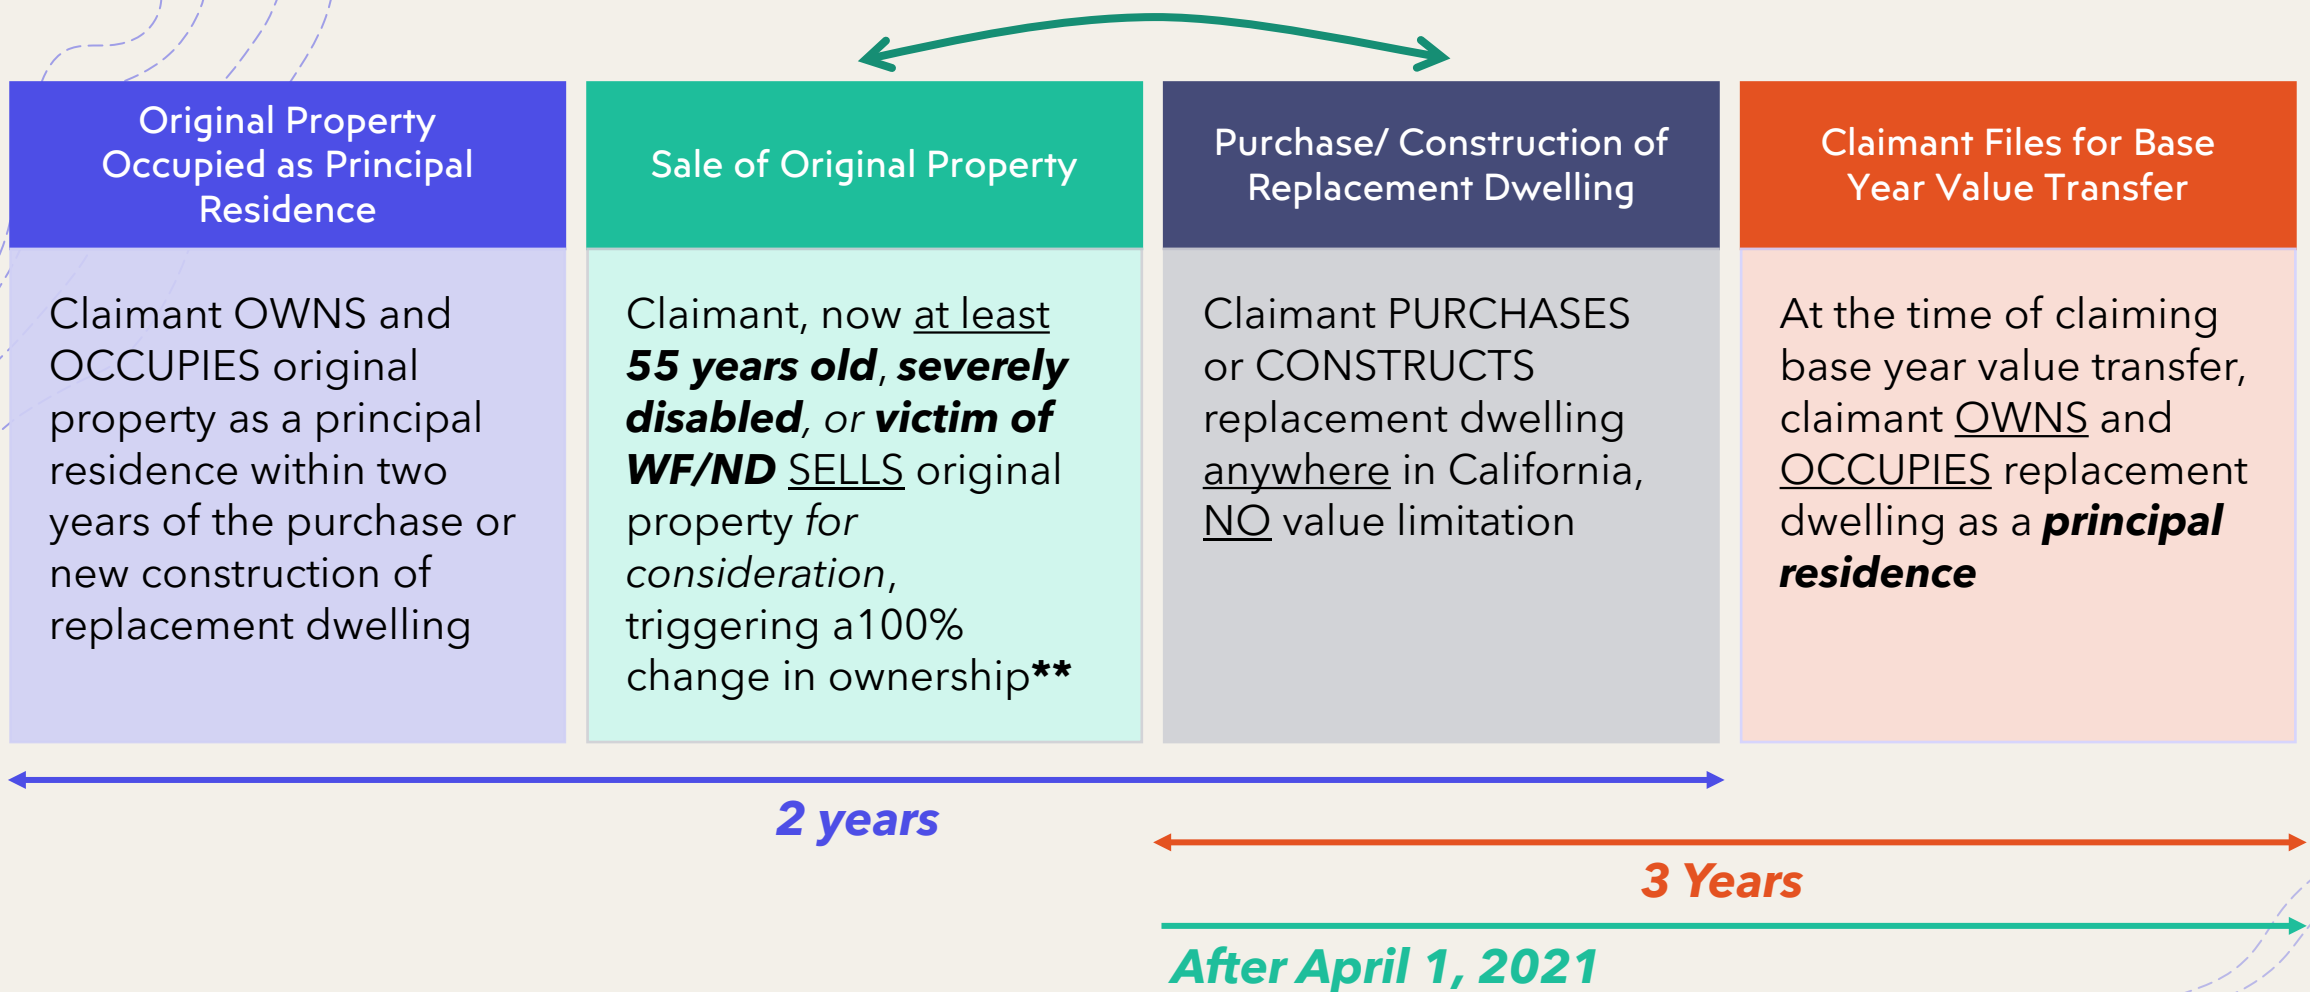 Original Property
Occupied as Principal
Residence
Claimant OWNS and
OCCUPIES original
property as a principal
residence within two
years of the purchase or
new construction of
replacement dwelling
Sale of Original Property
Claimant, now at least
55 years old, severely
disabled, or victim of
WF/ND SELLS original
property for
consideration,
triggering a100%
change in ownership**
Purchase/ Construction of
Replacement Dwelling
Claimant PURCHASES
or CONSTRUCTS
replacement dwelling
anywhere in California,
NO value limitation
Claimant Files for Base
Year Value Transfer
At the time of claiming
base year value transfer,
claimant OWNS and
OCCUPIES replacement
dwelling as a principal
residence
2 years
3 Years
After April 1, 2021